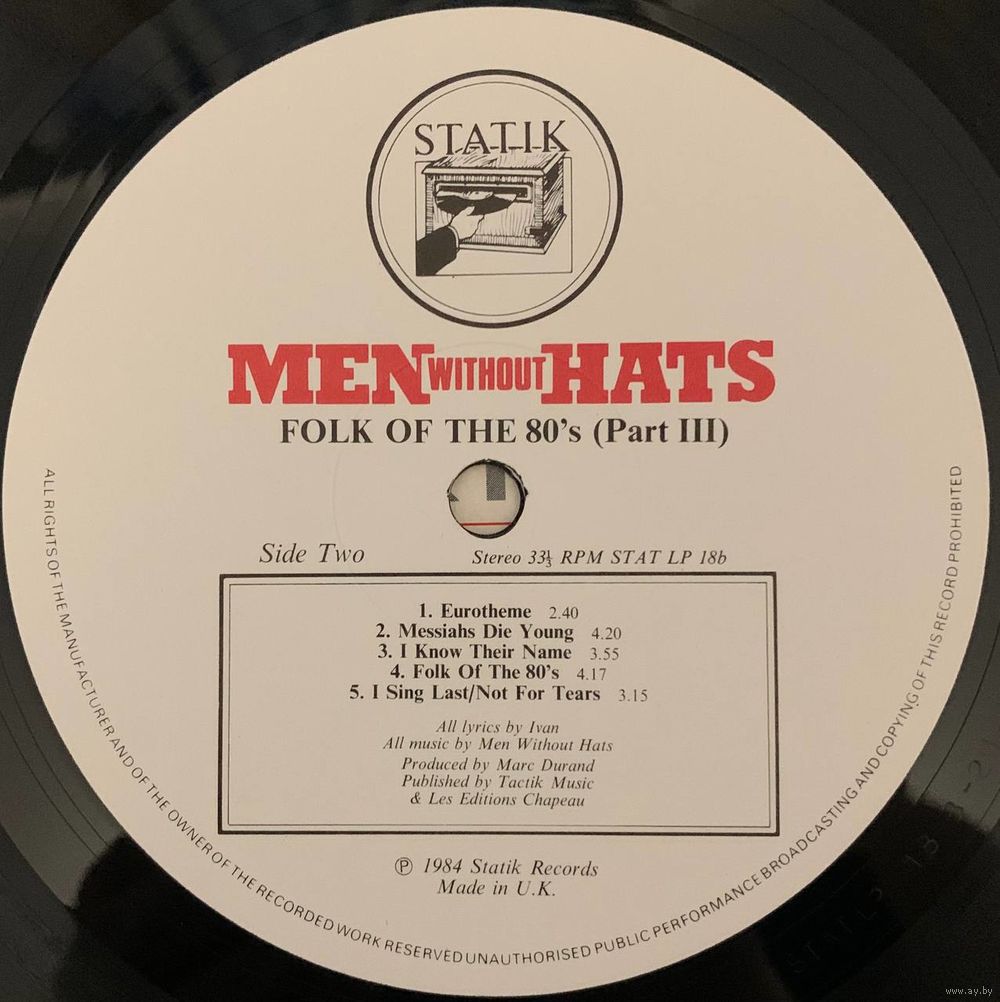 STATIK
MEN WITHOUT HATS
FOLK OF THE 80's (Part III)
Side Two
Stereo 33⅓ RPM STAT LP 18b
1. Eurotheme 2.40
2. Messiahs Die Young 4.20
3. I Know Their Name 3.55
4. Folk Of The 80's 4.17
5. I Sing Last/Not For Tears 3.15
All lyrics by Ivan
All music by Men Without Hats
Produced by Marc Durand
Published by Tactik Music
& Les Editions Chapeau
Ⓟ 1984 Statik Records
Made in U.K.
ALL RIGHTS OF THE MANUFACTURER AND OF THE OWNER OF THE RECORDED WORK RESERVED UNAUTHORISED PUBLIC PERFORMANCE BROADCASTING AND COPYING OF THIS RECORD PROHIBITED
www.ay.by